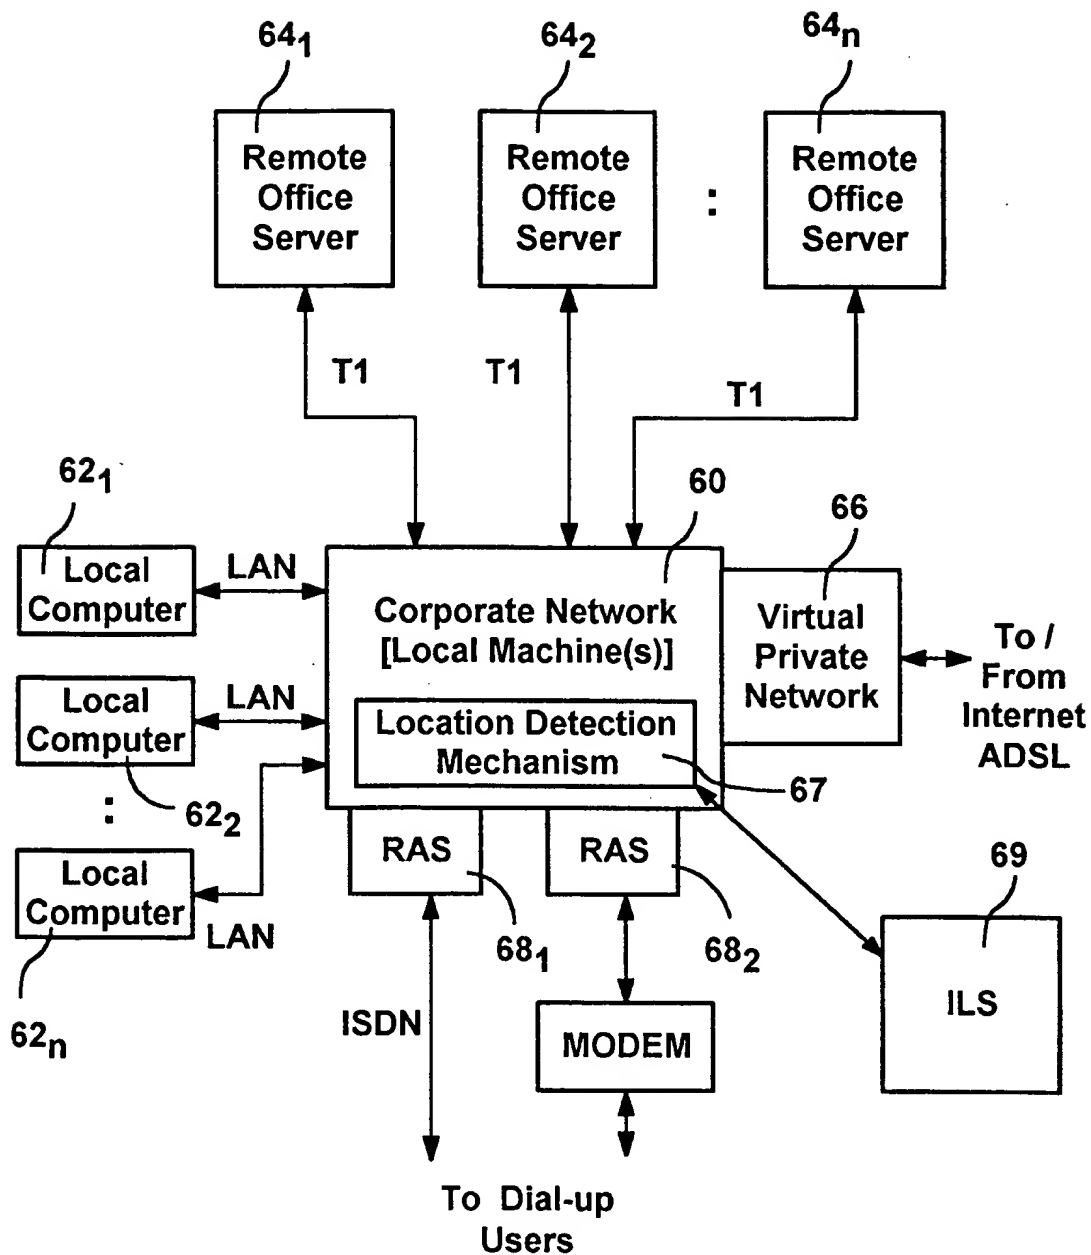 64₁
64₂
64ₙ
Remote
Office
Server
Remote
Office
Server
:
Remote
Office
Server
T1
T1
T1
62₁
60
66
Local
Computer
LAN
Corporate Network
[Local Machine(s)]
Virtual
Private
Network
To /
From
Internet
ADSL
Local
Computer
LAN
Location Detection
Mechanism
67
:
62₂
RAS
RAS
69
Local
Computer
LAN
68₁
68₂
62ₙ
ISDN
MODEM
ILS
To Dial-up
Users